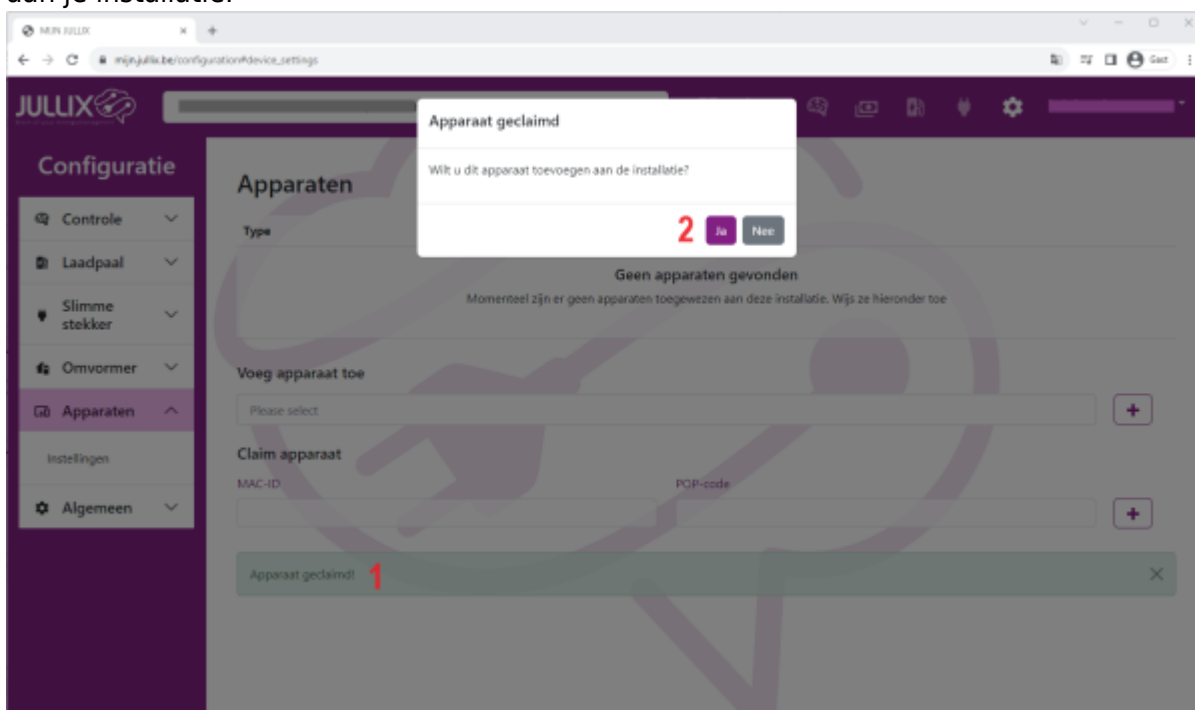 aan je installatie.
MIJN JULLIX
mijn.jullix.be/configuration#device_settings
Gast
JULLIX
Apparaat geclaimd
Wilt u dit apparaat toevoegen aan de installatie?
2 Ja Nee
Configuratie
Controle
Laadpaal
Slimme
stekker
Omvormer
Apparaten
Instellingen
Algemeen
Apparaten
Type
Geen apparaten gevonden
Momenteel zijn er geen apparaten toegewezen aan deze installatie. Wijs ze hieronder toe
Voeg apparaat toe
Please select
Claim apparaat
MAC-ID POP-code
Apparaat geclaimd! 1